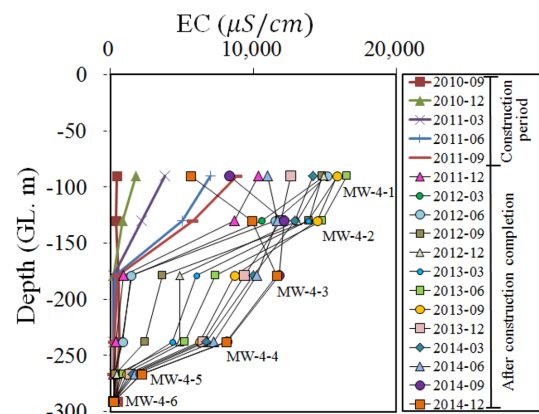 EC (μS/cm)
0 10,000 20,000
Depth (GL. m)
0
-50
-100
-150
-200
-250
-300
MW-4-1
MW-4-2
MW-4-3
MW-4-4
MW-4-5
MW-4-6
2010-09
2010-12
2011-03
2011-06
2011-09
2011-12
2012-03
2012-06
2012-09
2012-12
2013-03
2013-06
2013-09
2013-12
2014-03
2014-06
2014-09
2014-12
Construction
period
After construction completion